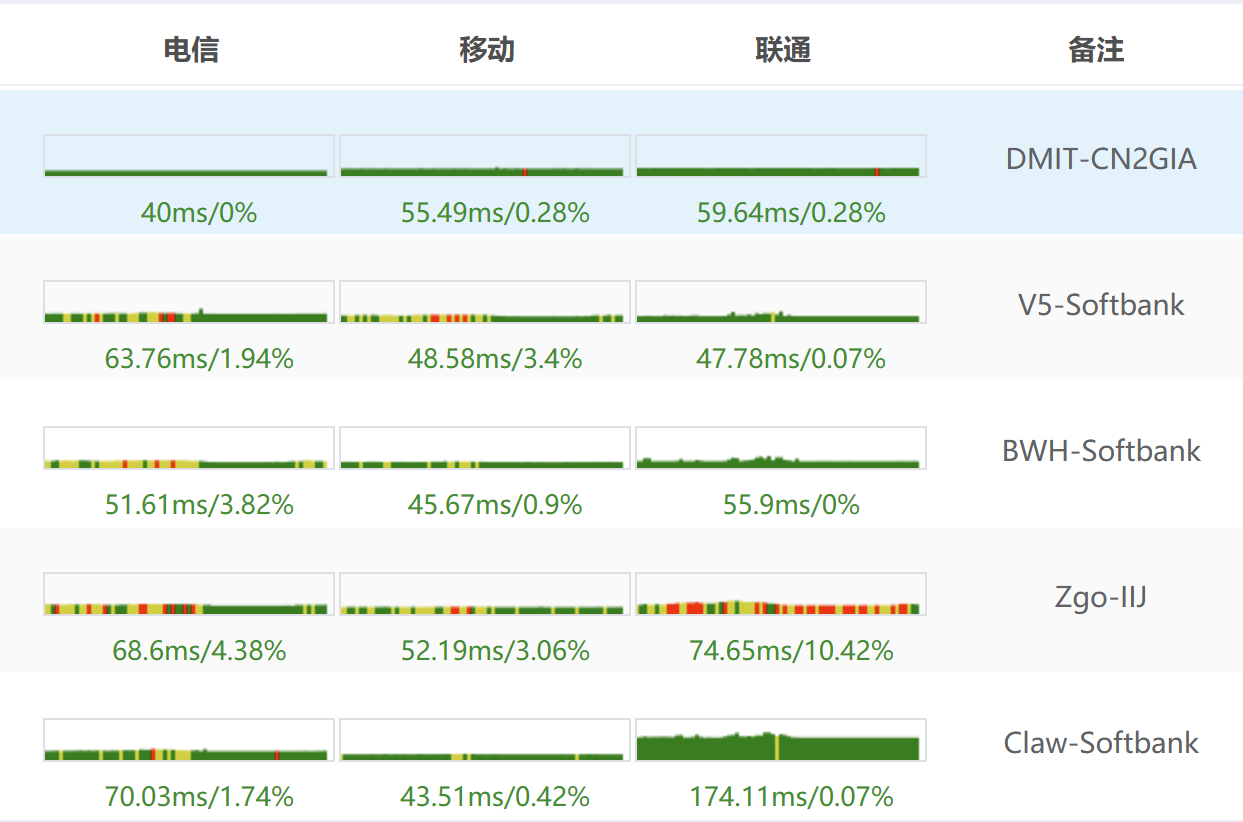 电信 移动 联通 备注
DMIT-CN2GIA
40ms/0% 55.49ms/0.28% 59.64ms/0.28%
V5-Softbank
63.76ms/1.94% 48.58ms/3.4% 47.78ms/0.07%
BWH-Softbank
51.61ms/3.82% 45.67ms/0.9% 55.9ms/0%
Zgo-IIJ
68.6ms/4.38% 52.19ms/3.06% 74.65ms/10.42%
Claw-Softbank
70.03ms/1.74% 43.51ms/0.42% 174.11ms/0.07%